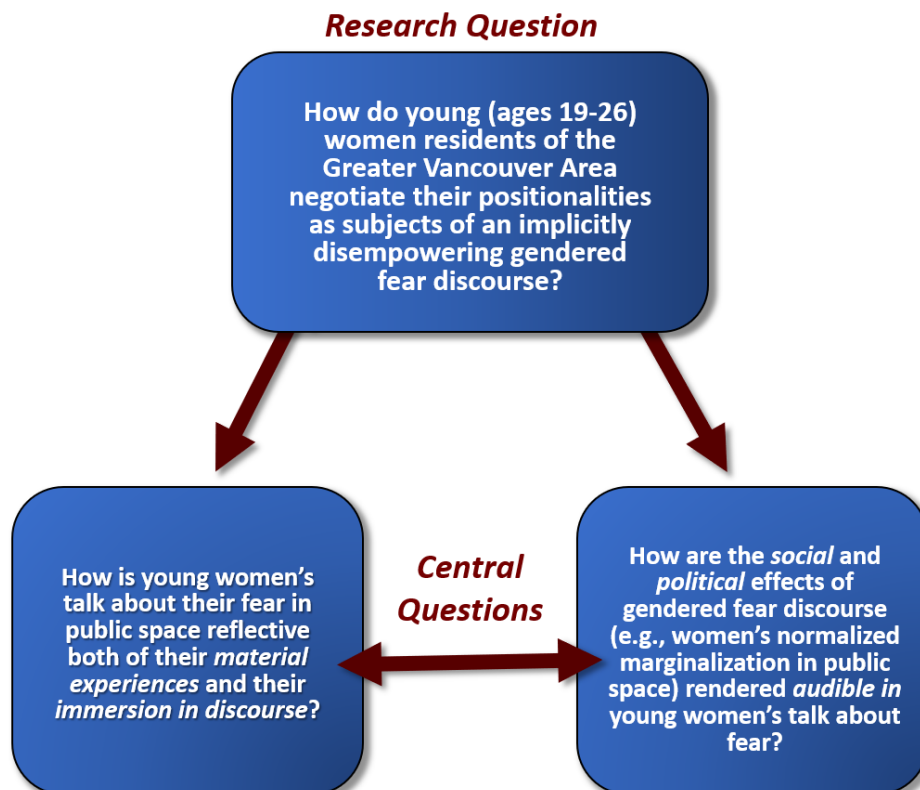 Research Question
How do young (ages 19-26)
women residents of the
Greater Vancouver Area
negotiate their positionalities
as subjects of an implicitly
disempowering gendered
fear discourse?
How is young women's
talk about their fear in
public space reflective
both of their material
experiences and their
immersion in discourse?
Central
Questions
How are the social and
political effects of
gendered fear discourse
(e.g., women's normalized
marginalization in public
space) rendered audible in
young women's talk about
fear?